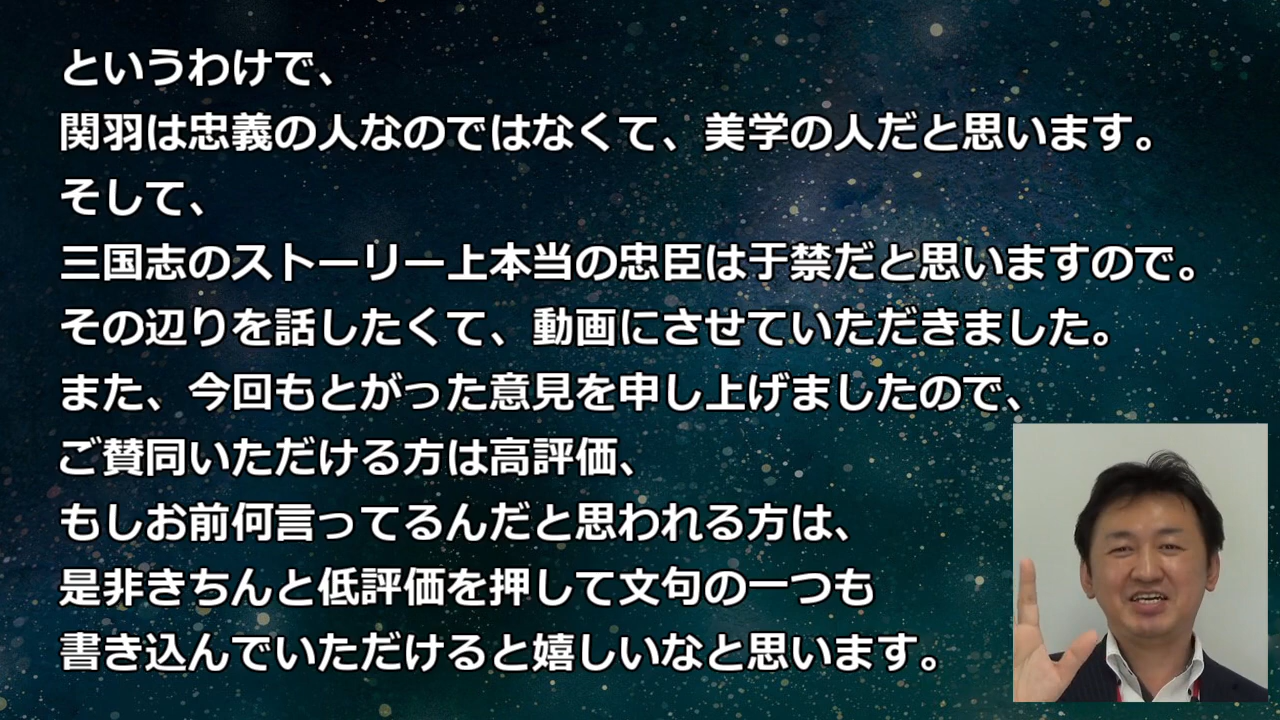 というわけで、
関羽は忠義の人なのではなくて、美学の人だと思います。
そして、
三国志のストーリー上本当の忠臣は于禁だと思いますので。
その辺りを話したくて、動画にさせていただきました。
また、今回もとがった意見を申し上げましたので、
ご賛同いただける方は高評価、
もしお前何言ってるんだと思われる方は、
是非きちんと低評価を押して文句の一つも
書き込んでいただけると嬉しいなと思います。